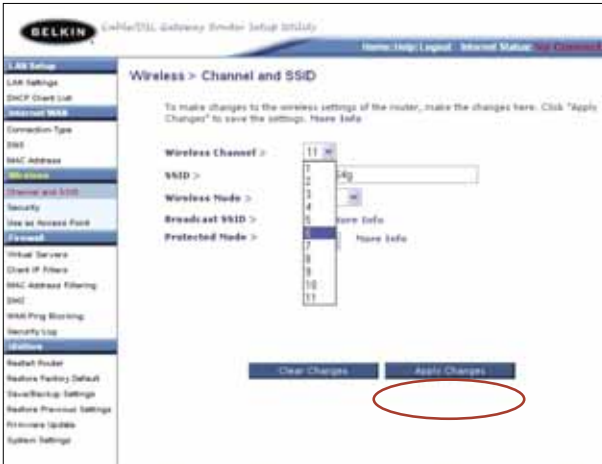 BELKIN
Cable/DSL Gateway Router Setup Utility
Home|Help|Logout Internet Status: No Connect
LAN Setup
LAN Settings
DHCP Client List
Internet WAN
Connection Type
DNS
MAC Address
Wireless
Channel and SSID
Security
Use as Access Point
Firewall
Virtual Servers
Client IP Filters
MAC Address Filtering
DMZ
WAN Ping Blocking
Security Log
Utilities
Restart Router
Restore Factory Default
Save/Backup Settings
Restore Previous Settings
Firmware Update
System Settings
Wireless > Channel and SSID
To make changes to the wireless settings of the router, make the changes here. Click "Apply
Changes" to save the settings. More Info
Wireless Channel >
11
SSID >
54g
Wireless Mode >
Broadcast SSID >
More Info
Protected Mode >
More Info
1
2
3
4
5
6
7
8
9
10
11
Clear Changes
Apply Changes